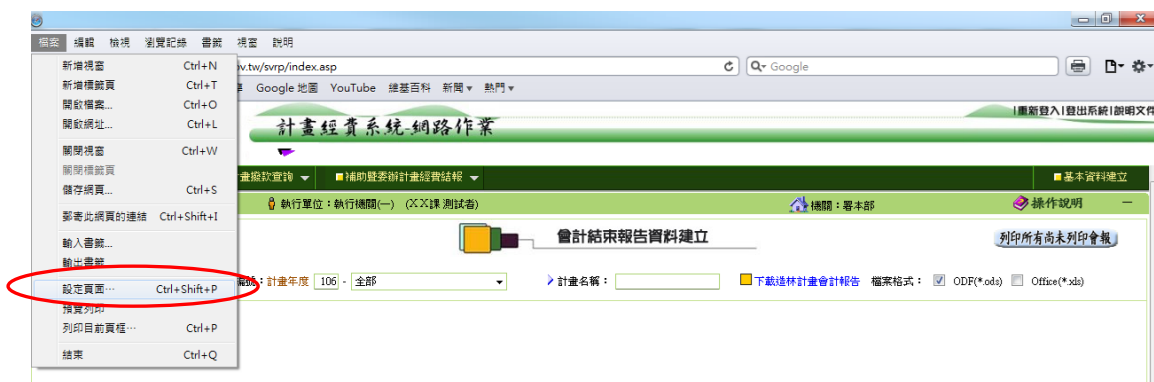 檔案 編輯 檢視 瀏覽記錄 書籤 視窗 說明
新增視窗 Ctrl+N
新增標籤頁 Ctrl+T
開啟檔案... Ctrl+O
開啟網址... Ctrl+L
關閉視窗 Ctrl+W
關閉標籤頁
儲存網頁... Ctrl+S
郵寄此網頁的連結 Ctrl+Shift+I
輸入書籤...
輸出書籤
設定頁面… Ctrl+Shift+P
預覽列印
列印目前頁框… Ctrl+P
結束 Ctrl+Q
v.tw/svrp/index.asp Google
Google 地圖 YouTube 維基百科 新聞 熱門
|重新登入|登出系統|說明文件
計畫經費系統-網路作業
畫撥款查詢 補助暨委辦計畫經費結報 基本資料建立
執行單位：執行機關(一) (XX課 測試者) 機關：署本部 操作說明
會計結束報告資料建立 列印所有尚未列印會報
編號：計畫年度 106 - 全部 計畫名稱： 下載造林計畫會計報告 檔案格式： ODF(*.ods) Office(*.xls)